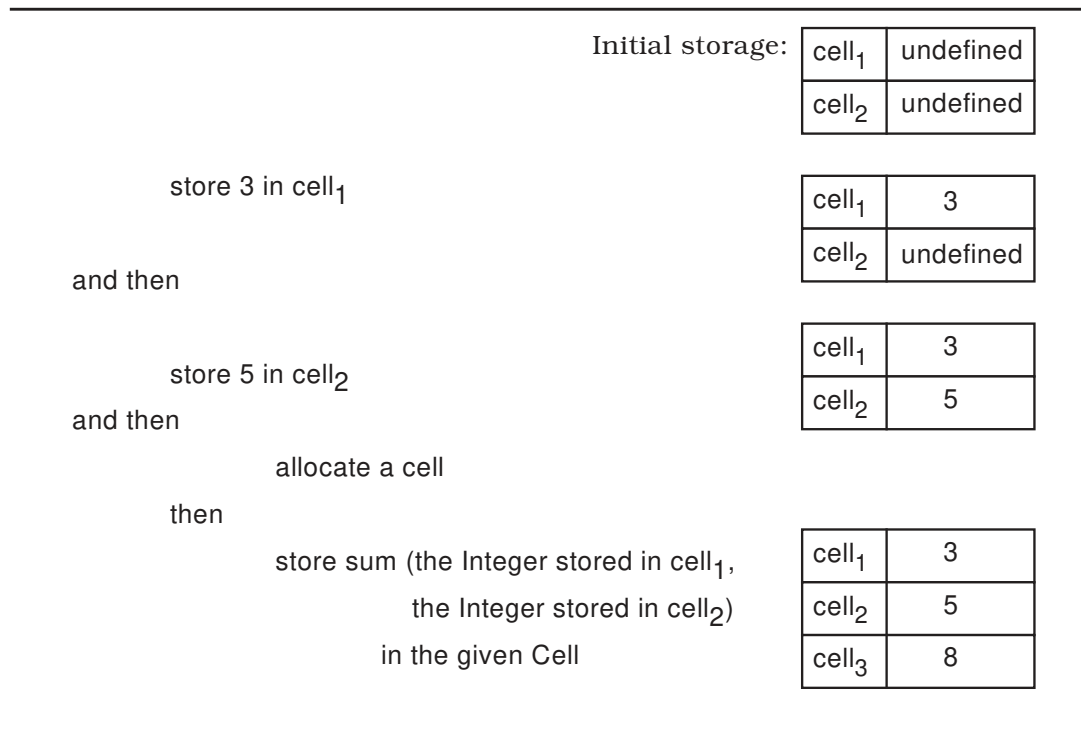 Initial storage: cell1 undefined
cell2 undefined
store 3 in cell1
cell1 3
cell2 undefined
and then
cell1 3
store 5 in cell2
cell2 5
and then
allocate a cell
then
store sum (the Integer stored in cell1,
cell1 3
the Integer stored in cell2)
cell2 5
in the given Cell
cell3 8